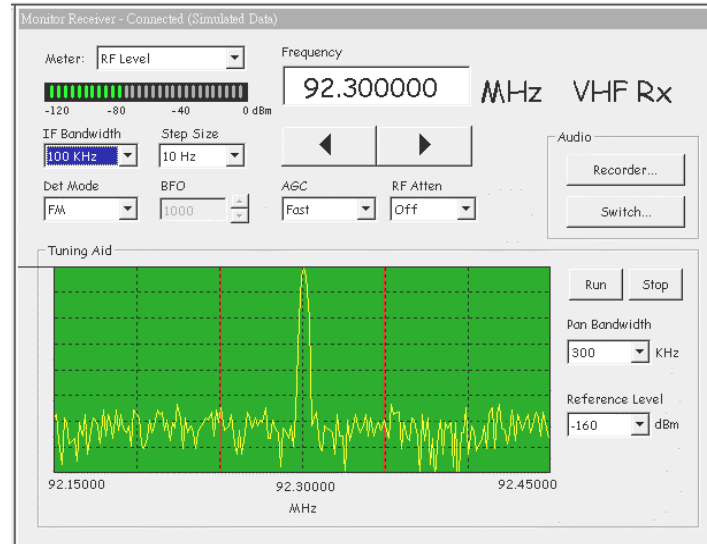 Monitor Receiver - Connected (Simulated Data)
Meter: RF Level
-120 -80 -40 0 dBm
Frequency
92.300000 MHz VHF Rx
IF Bandwidth Step Size
100 KHz 10 Hz
Det Mode BFO AGC RF Atten
FM 1000 Fast Off
Audio
Recorder...
Switch...
Tuning Aid
Run Stop
Pan Bandwidth
300 KHz
Reference Level
-160 dBm
92.15000 92.30000 92.45000
MHz